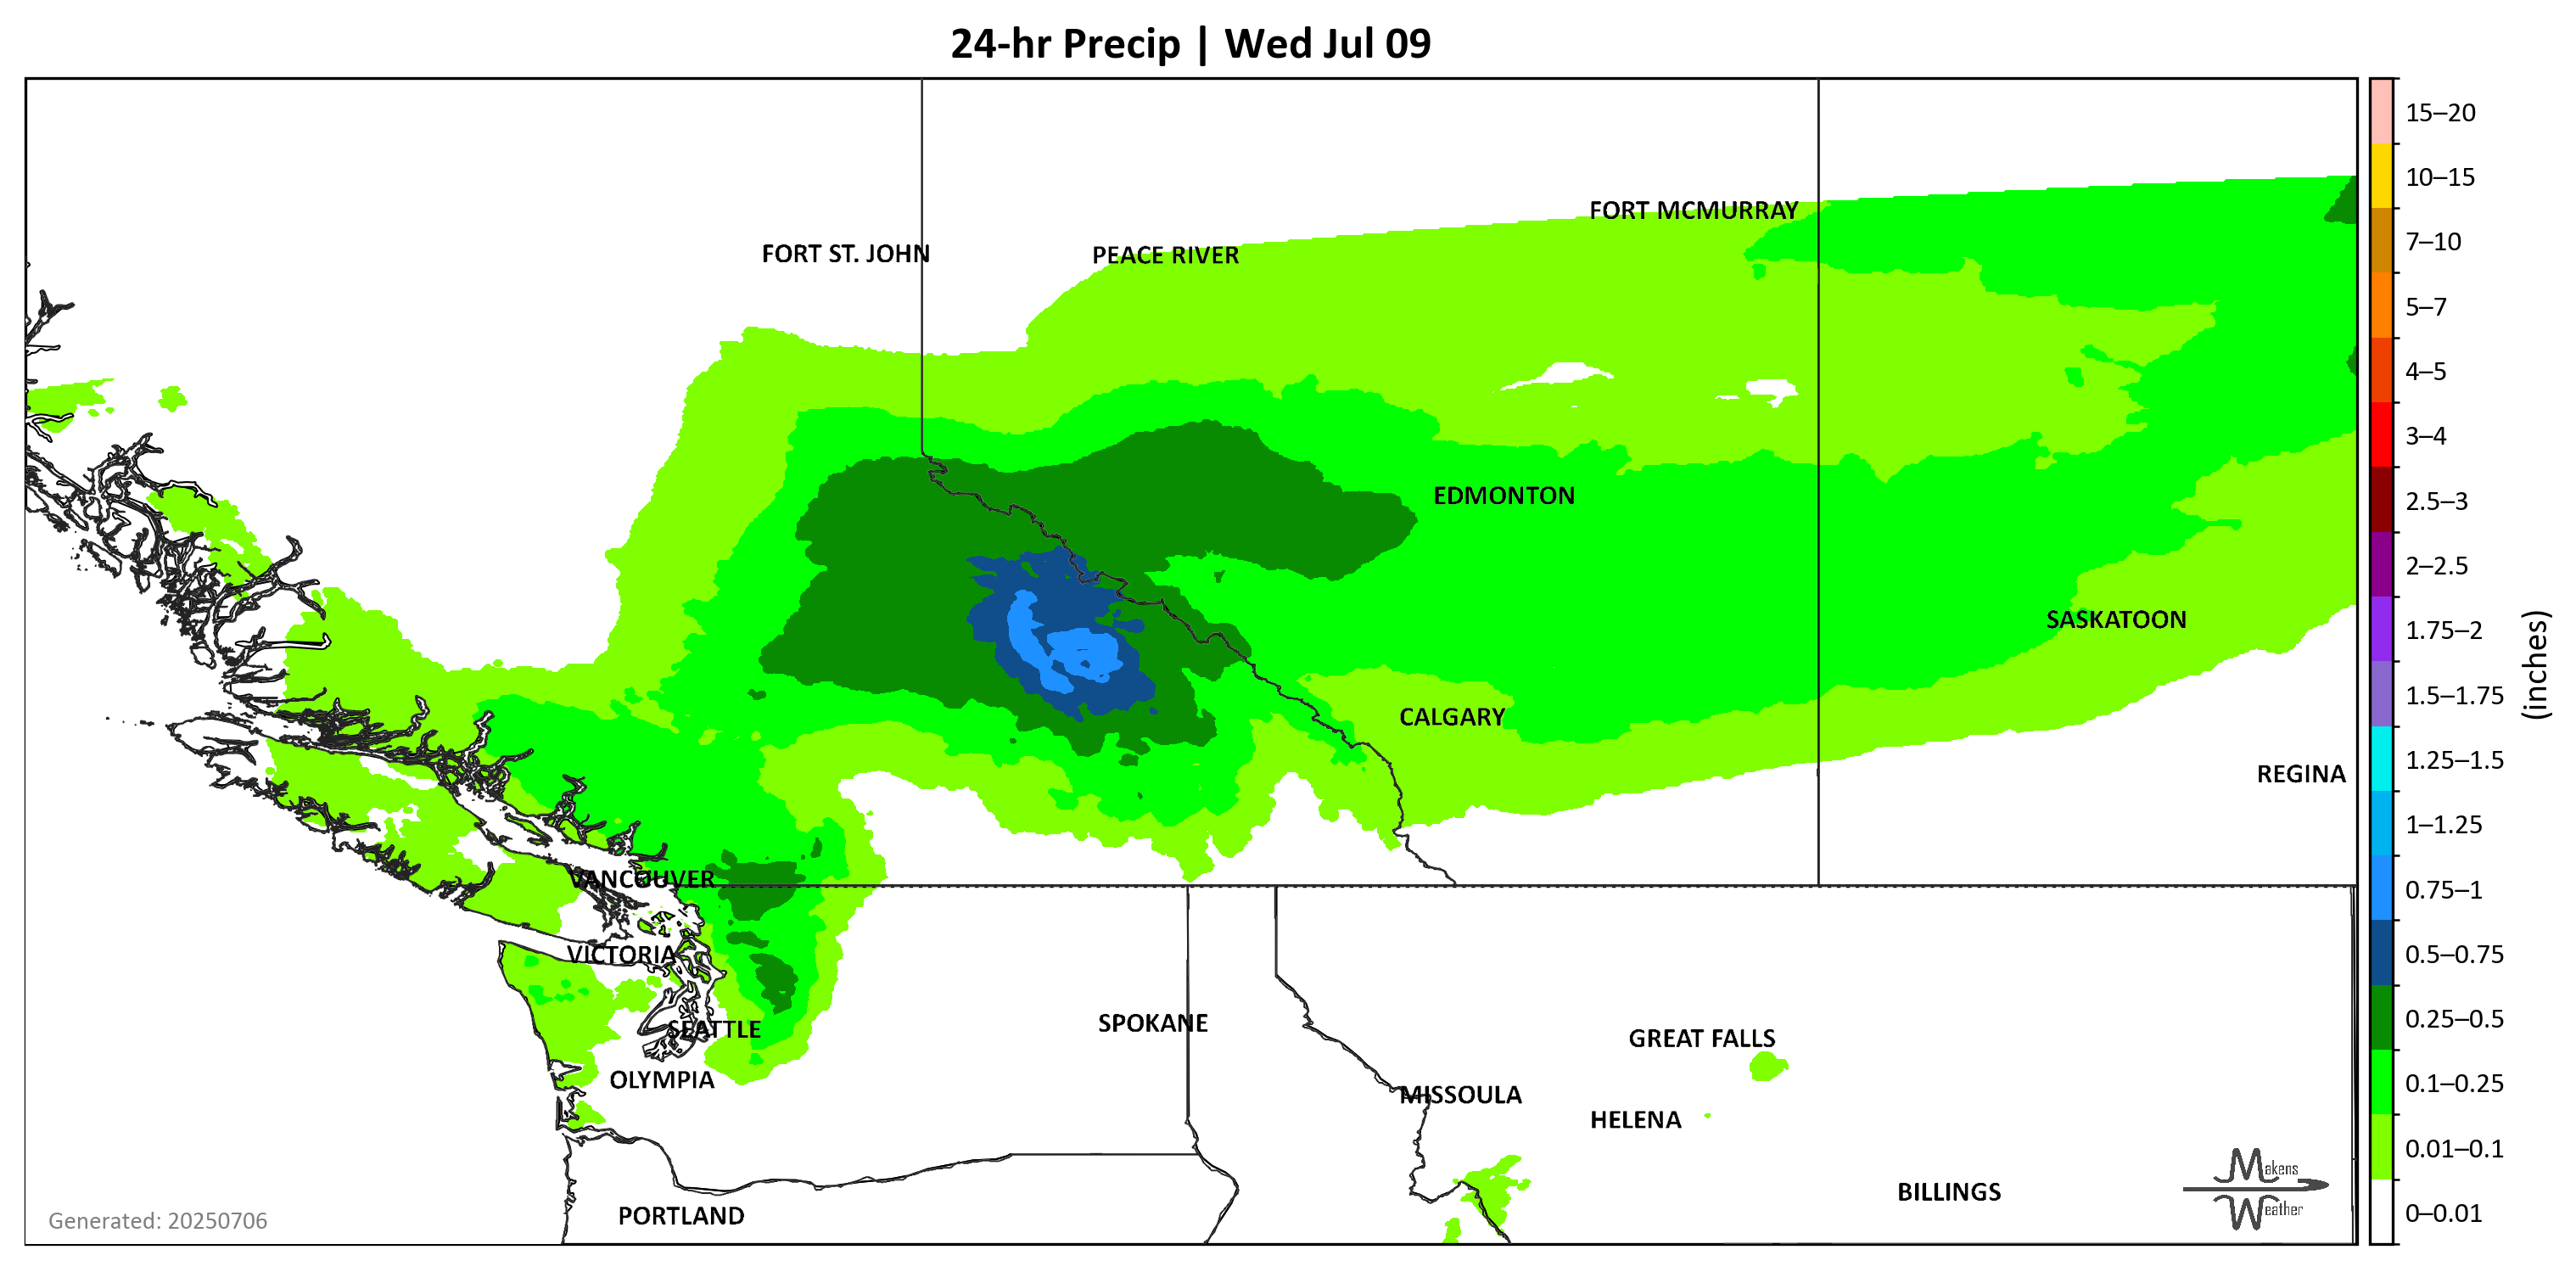 24-hr Precip | Wed Jul 09
FORT MCMURRAY
FORT ST. JOHN
PEACE RIVER
EDMONTON
SASKATOON
CALGARY
REGINA
VANCOUVER
VICTORIA
SEATTLE
SPOKANE
GREAT FALLS
OLYMPIA
MISSOULA
HELENA
BILLINGS
PORTLAND
Generated: 20250706
Makens
Weather
15–20
10–15
7–10
5–7
4–5
3–4
2.5–3
2–2.5
1.75–2
1.5–1.75
1.25–1.5
1–1.25
0.75–1
0.5–0.75
0.25–0.5
0.1–0.25
0.01–0.1
0–0.01
(inches)